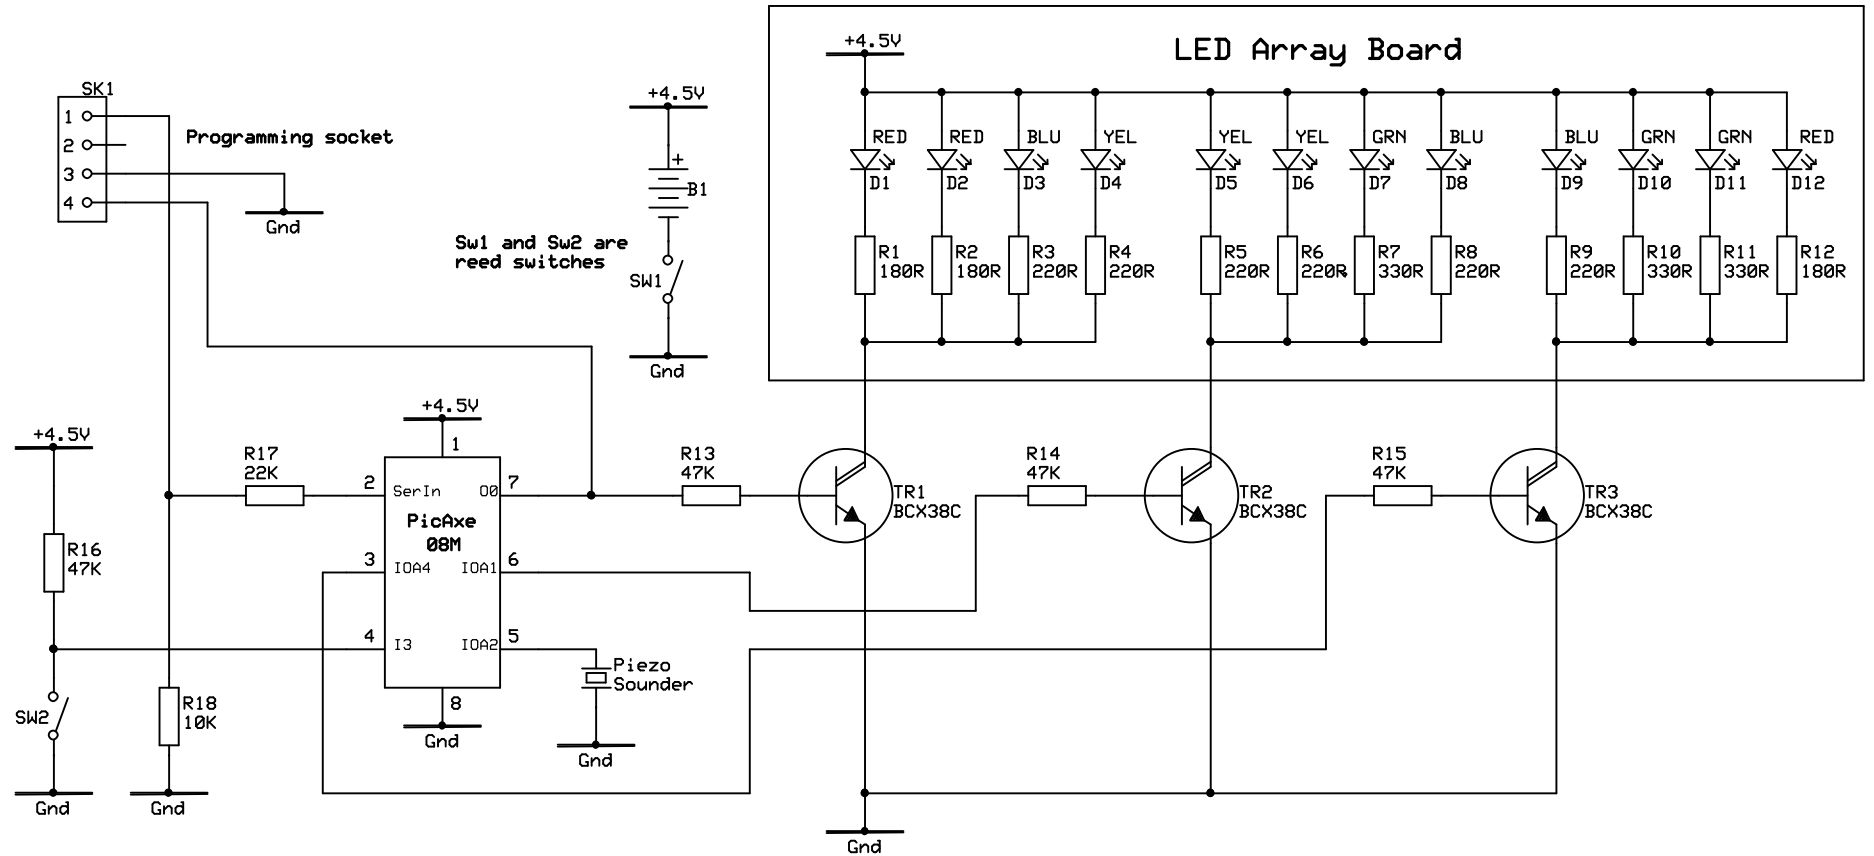 LED Array Board
+4.5V
RED
RED
BLU
YEL
YEL
YEL
GRN
BLU
BLU
GRN
GRN
RED
D1
D2
D3
D4
D5
D6
D7
D8
D9
D10
D11
D12
R1
180R
R2
180R
R3
220R
R4
220R
R5
220R
R6
220R
R7
330R
R8
220R
R9
220R
R10
330R
R11
330R
R12
180R
SK1
1
2
3
4
Programming socket
Gnd
+4.5V
+
B1
Sw1 and Sw2 are
reed switches
SW1
Gnd
+4.5V
R16
47K
SW2
Gnd
R17
22K
R18
10K
Gnd
+4.5V
1
2
SerIn
O0
7
PicAxe
08M
3
IOA4
IOA1
6
4
I3
IOA2
5
8
Gnd
Piezo
Sounder
Gnd
R13
47K
TR1
BCX38C
R14
47K
TR2
BCX38C
R15
47K
TR3
BCX38C
Gnd